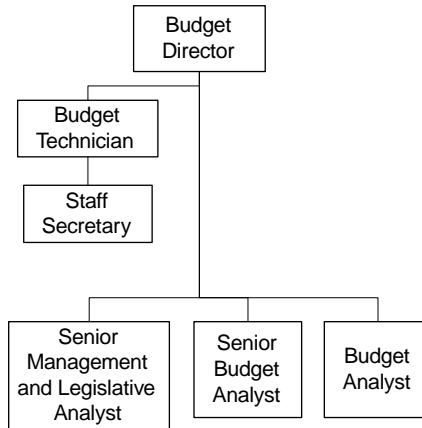 Budget
Director
Budget
Technician
Staff
Secretary
Senior
Management
and Legislative
Analyst
Senior
Budget
Analyst
Budget
Analyst